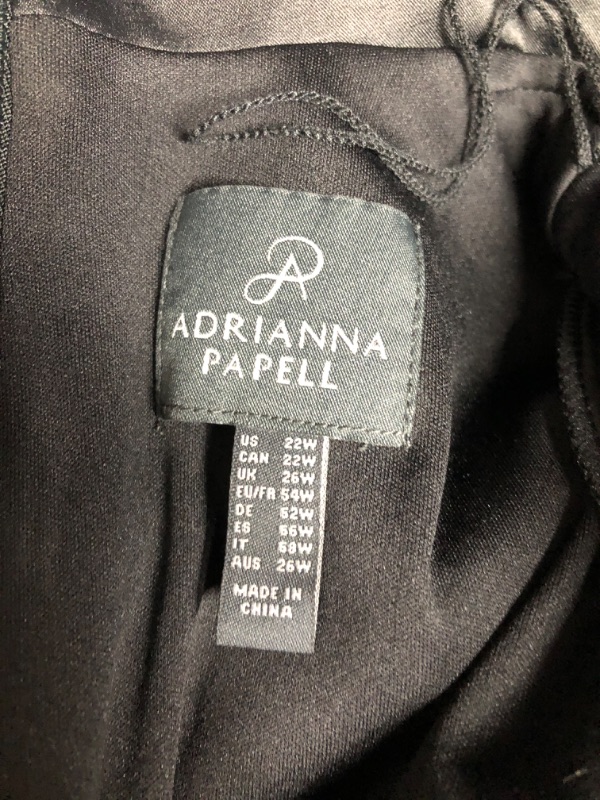 ADRIANNA
PAPELL
US 22W
CAN 22W
UK 26W
EU/FR 54W
DE 52W
ES 56W
IT 58W
AUS 26W
MADE IN
CHINA